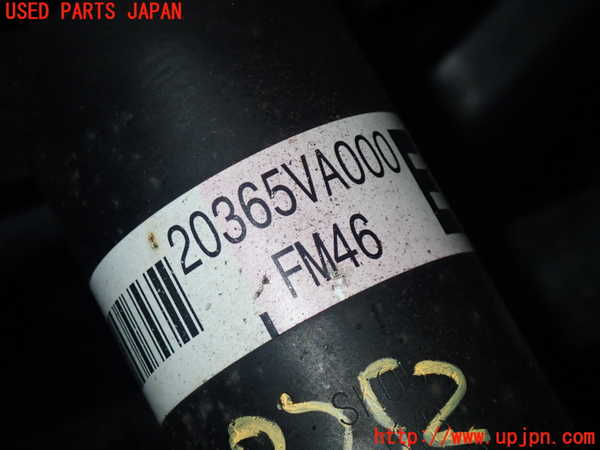 USED PARTS JAPAN
20365VA000
FM46
http://www.upjpn.com